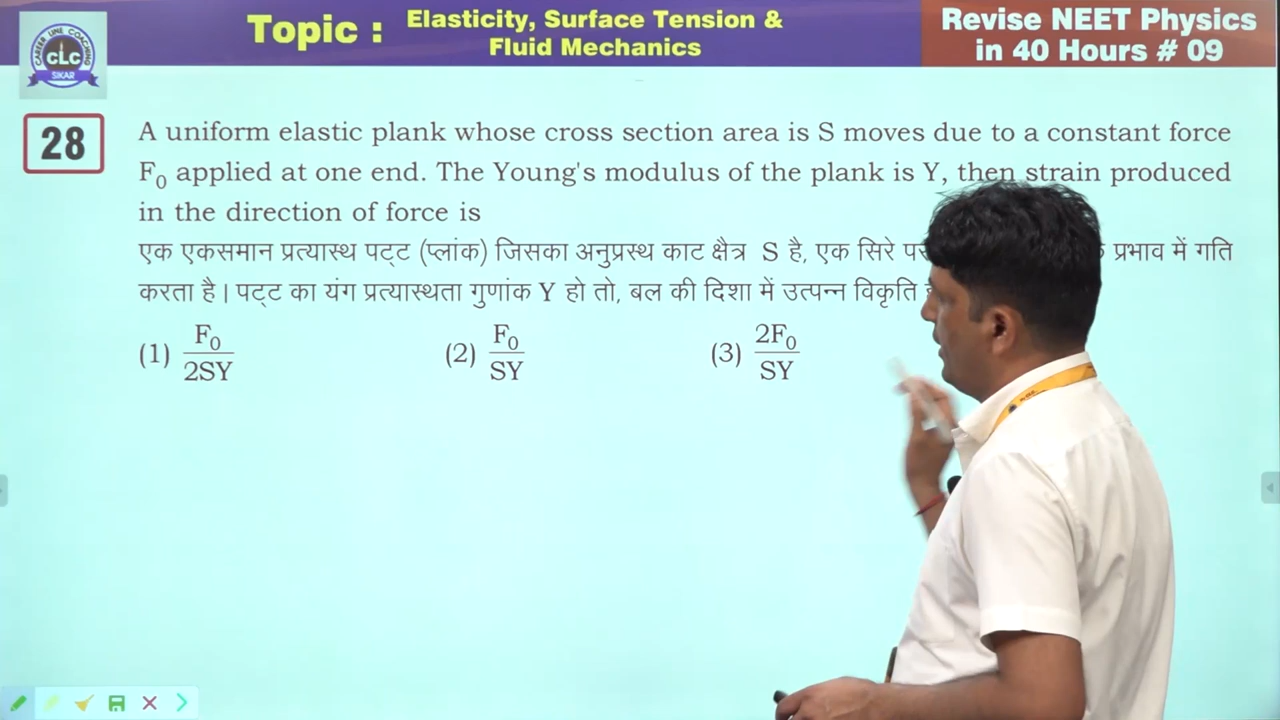 Topic : Elasticity, Surface Tension &
Fluid Mechanics
Revise NEET Physics
in 40 Hours # 09
CAREER LINE COACHING
CLC
SIKAR
28
A uniform elastic plank whose cross section area is S moves due to a constant force
F₀ applied at one end. The Young's modulus of the plank is Y, then strain produced
in the direction of force is
एक एकसमान प्रत्यास्थ पट्ट (प्लांक) जिसका अनुप्रस्थ काट क्षैत्र S है, एक सिरे प्रभाव में गति
करता है। पट्ट का यंग प्रत्यास्थता गुणांक Y हो तो, बल की दिशा में उत्पन्न विकृति
(1) F₀/2SY (2) F₀/SY (3) 2F₀/SY